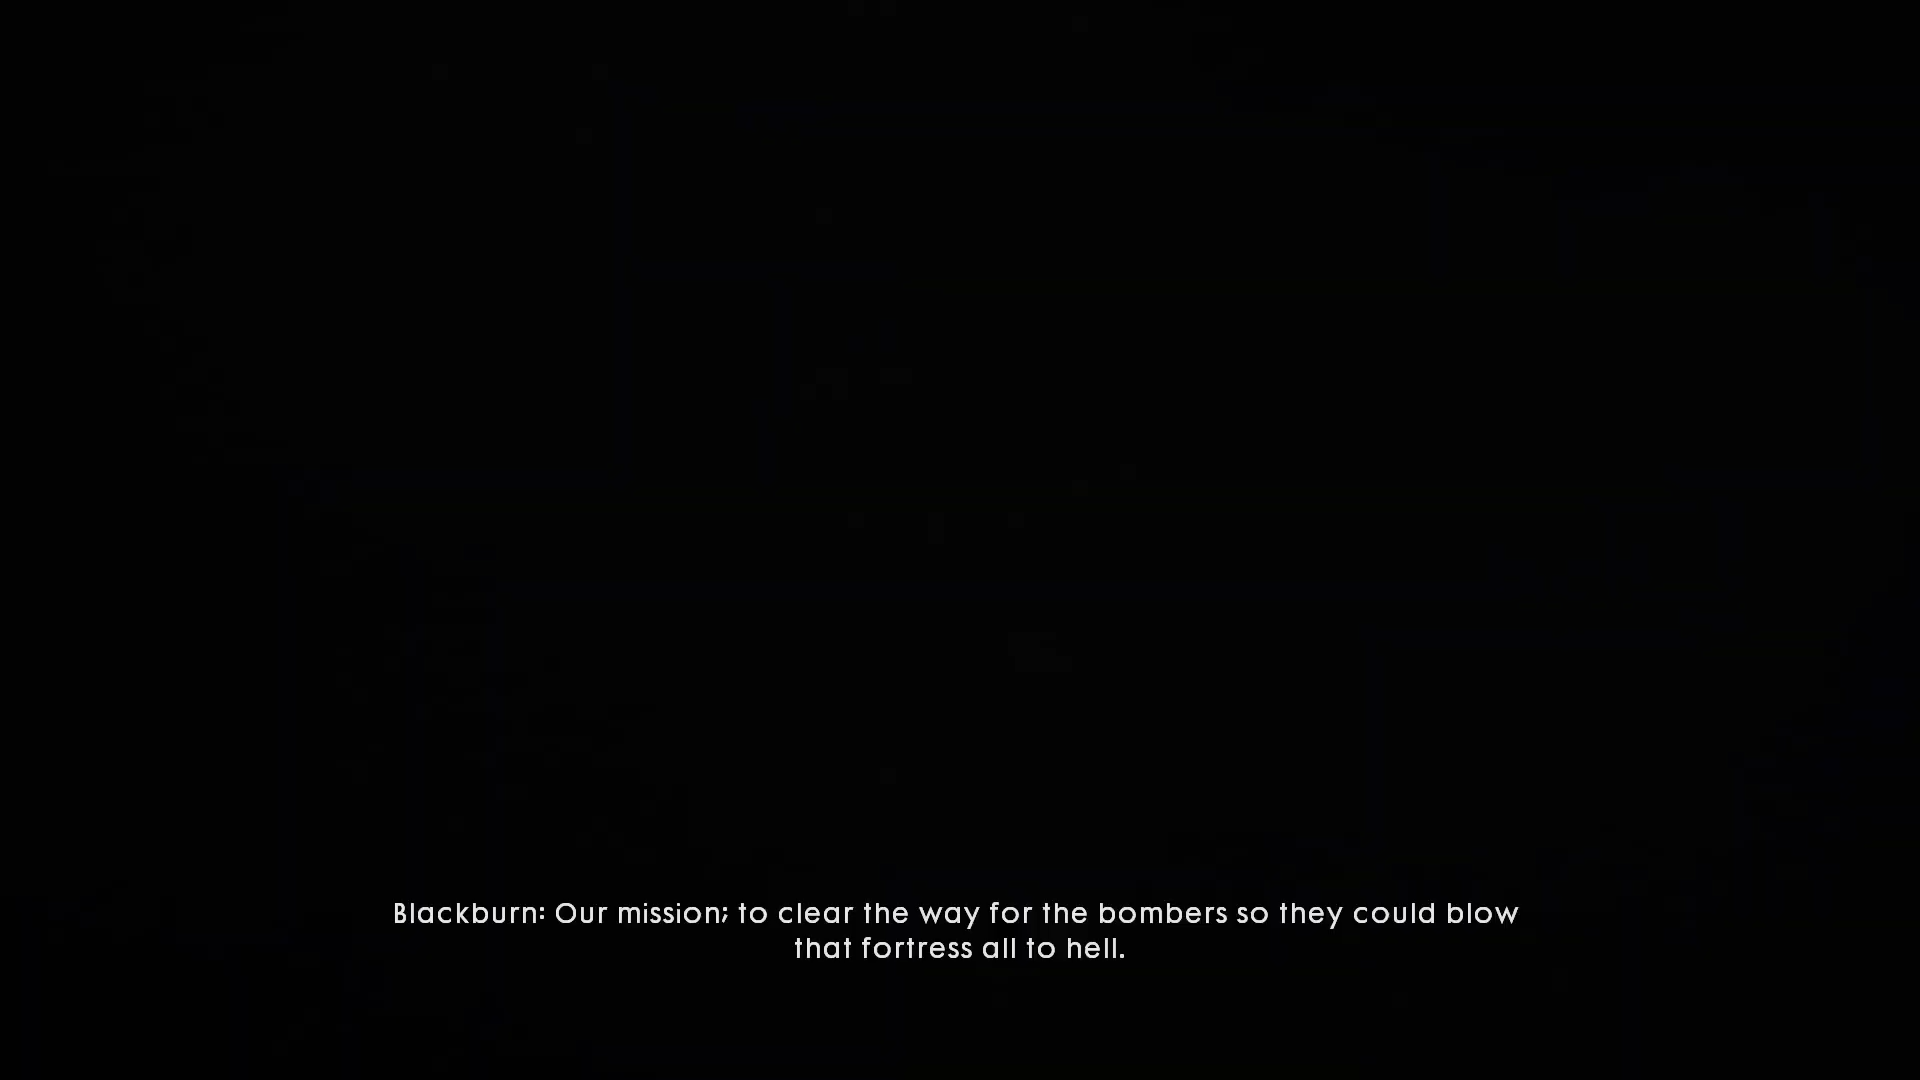 Blackburn: Our mission; to clear the way for the bombers so they could blow
that fortress all to hell.